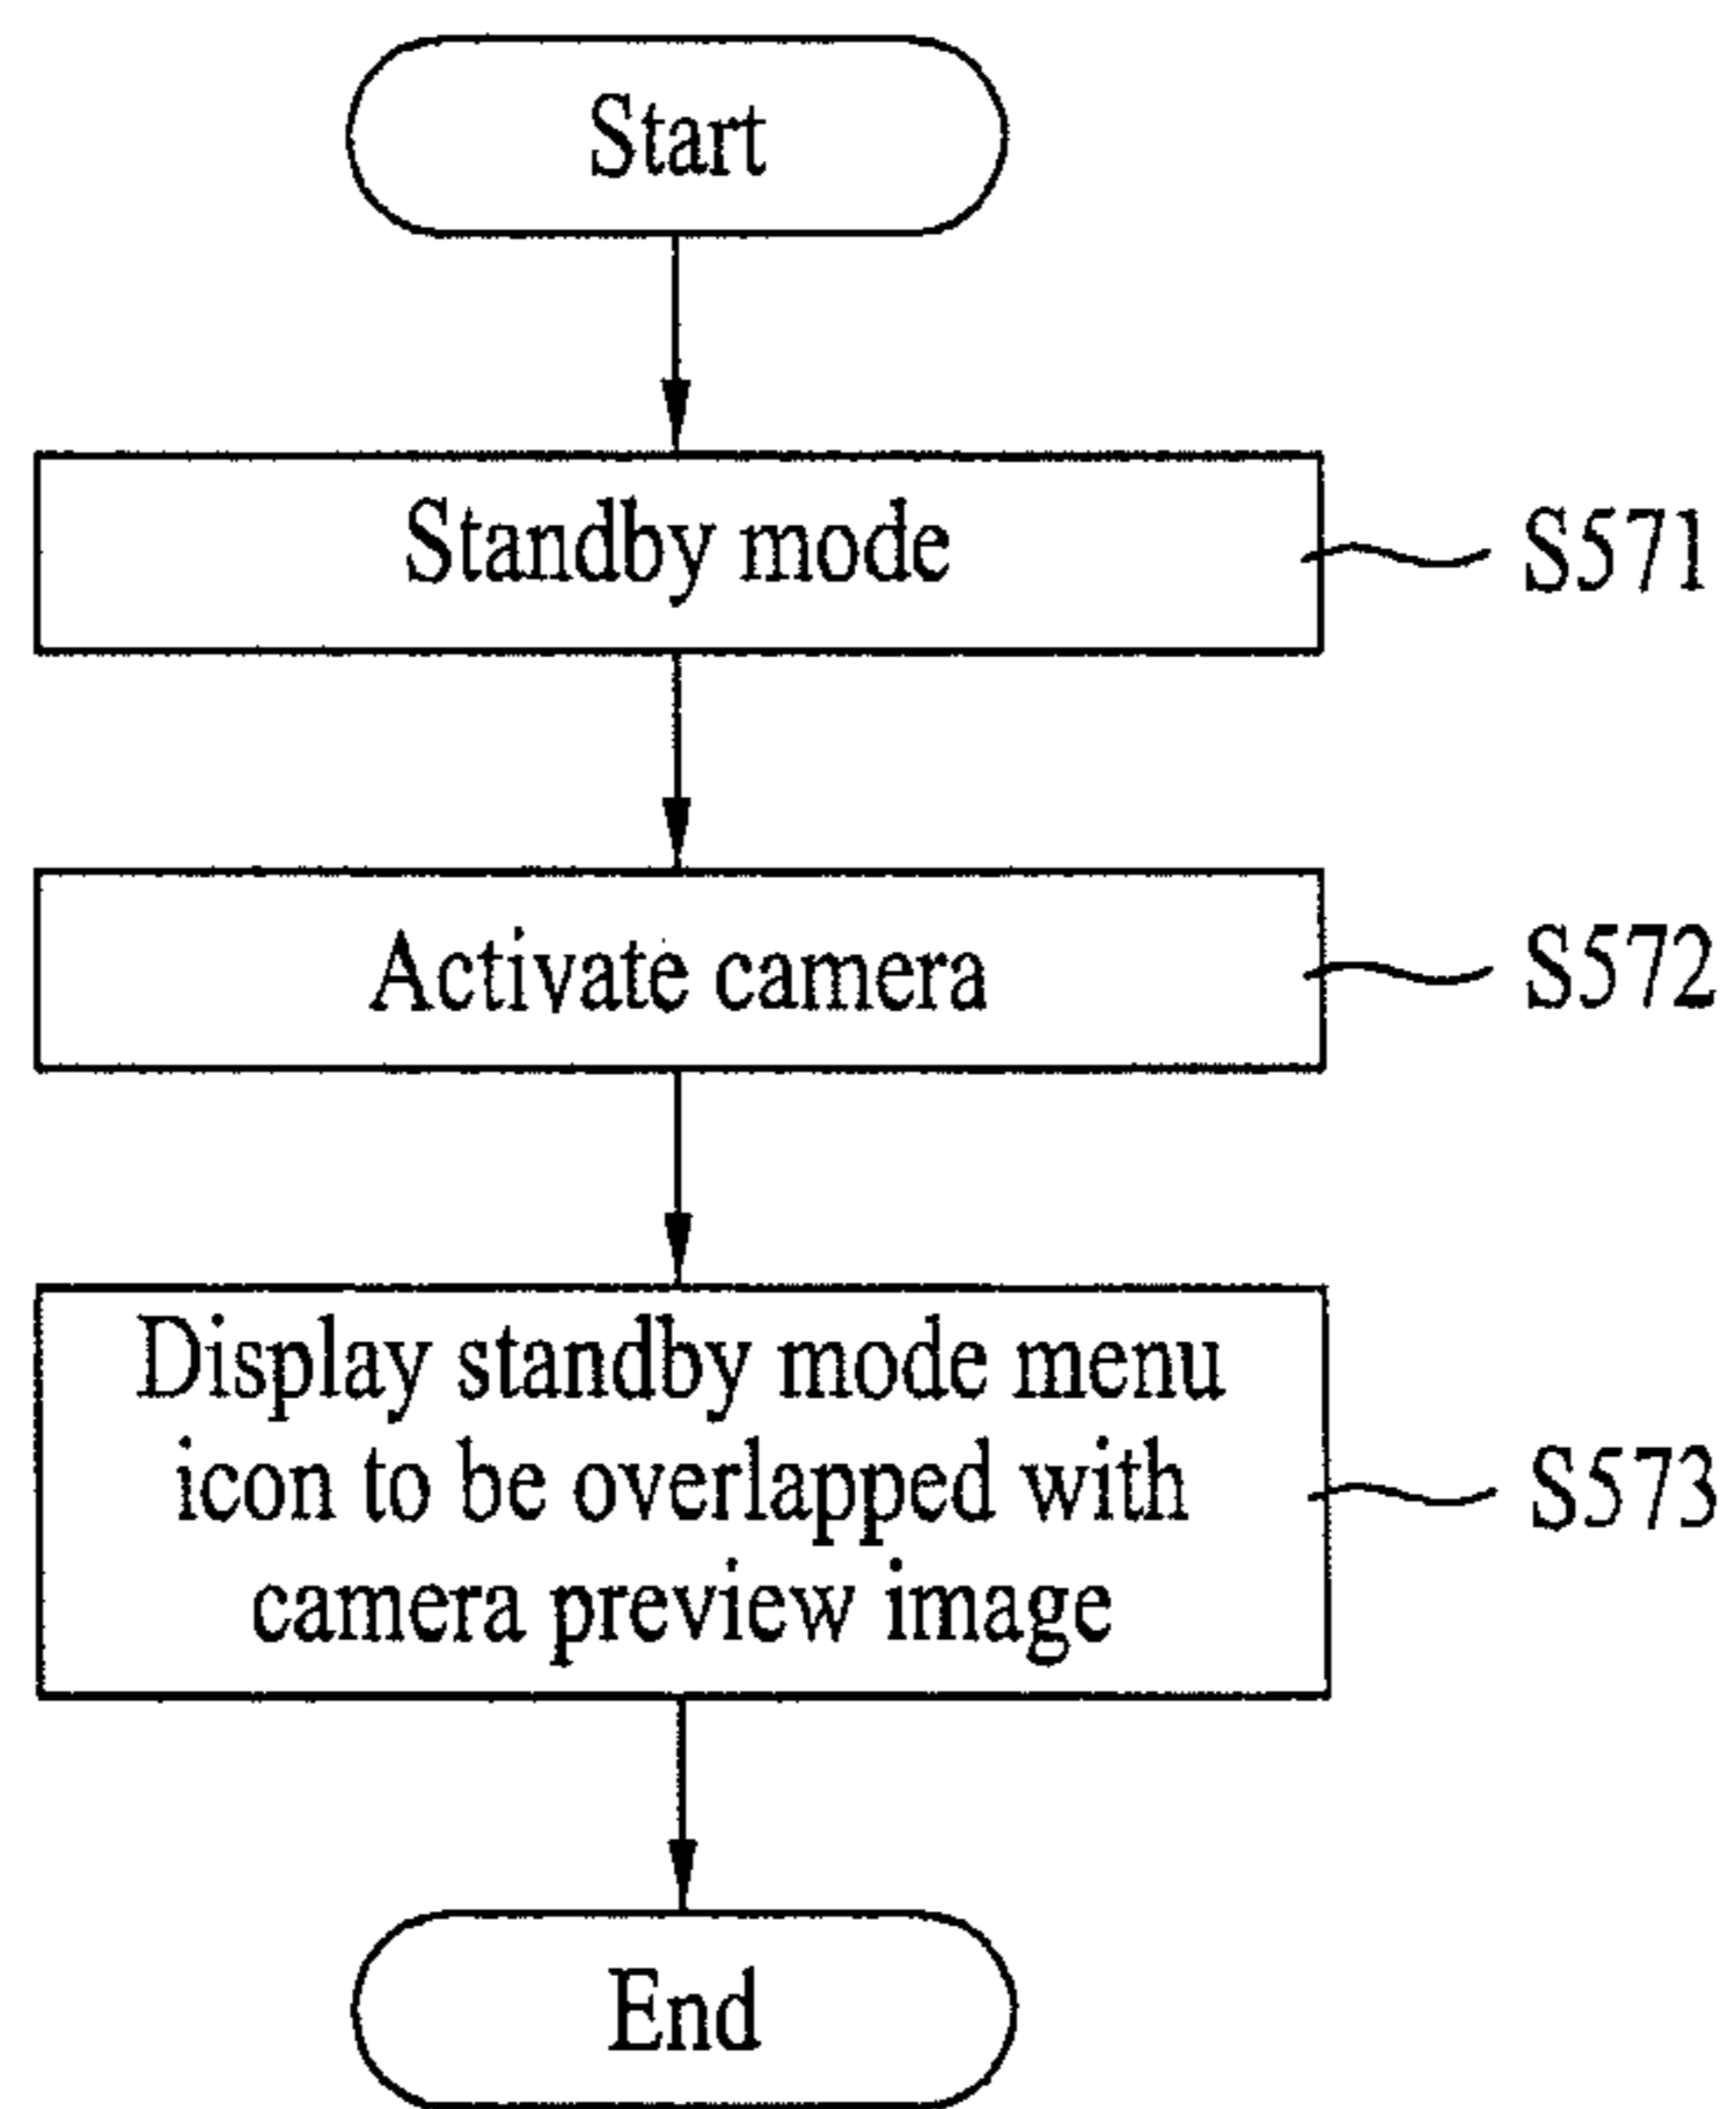 Start
Standby mode
S571
Activate camera
S572
Display standby mode menu
icon to be overlapped with
camera preview image
S573
End